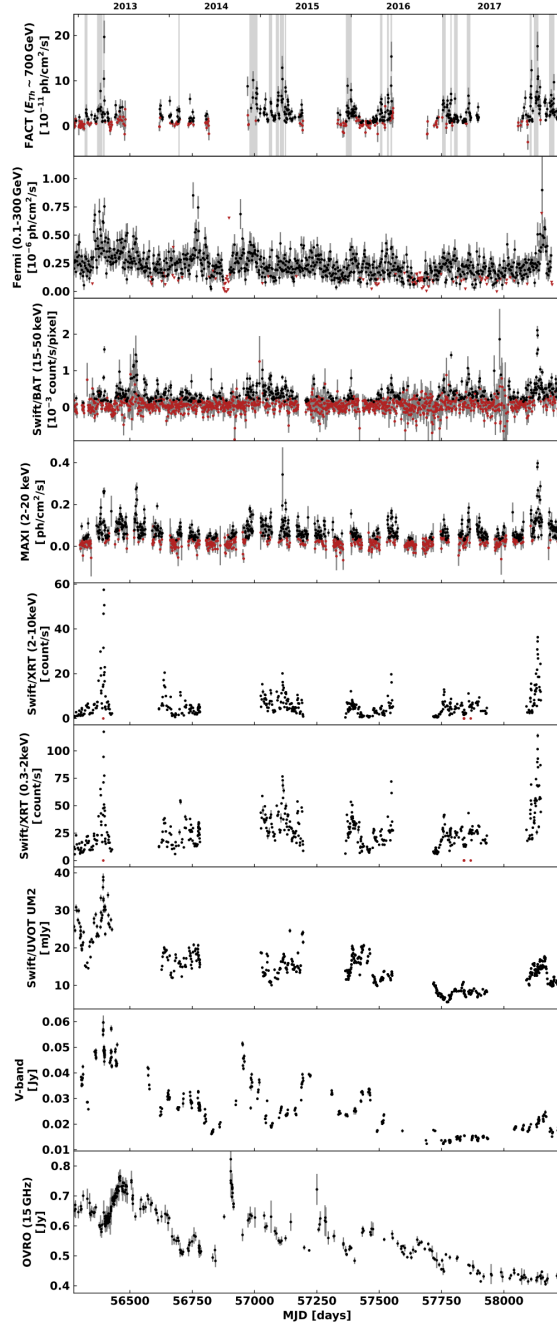 2013 2014 2015 2016 2017
FACT (E_Th ~ 700 GeV)
[10⁻¹¹ ph/cm²/s]
20
10
0
Fermi (0.1-300 GeV)
[10⁻⁶ ph/cm²/s]
1.00
0.75
0.50
0.25
0.00
Swift/BAT (15-50 keV)
[10⁻³ count/s/pixel]
2
1
0
MAXI (2-20 keV)
[ph/cm²/s]
0.4
0.2
0.0
Swift/XRT (2-10keV)
[count/s]
60
40
20
0
Swift/XRT (0.3-2keV)
[count/s]
100
75
50
25
0
Swift/UVOT UM2
[mJy]
40
30
20
10
V-band
[Jy]
0.06
0.05
0.04
0.03
0.02
0.01
OVRO (15 GHz)
[Jy]
0.8
0.7
0.6
0.5
0.4
56500 56750 57000 57250 57500 57750 58000
MJD [days]